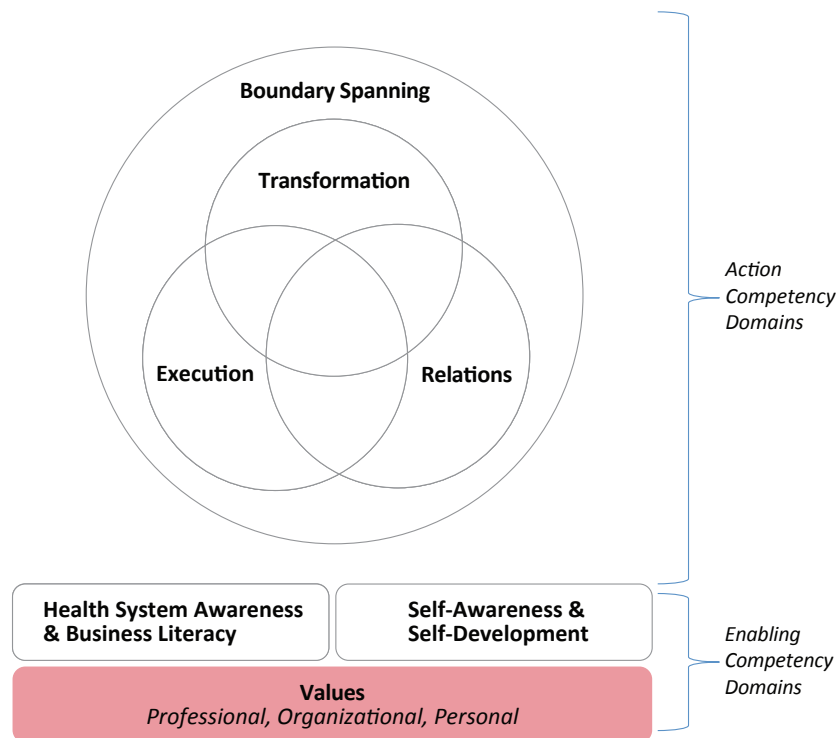 Boundary Spanning
Transformation
Execution
Relations
Action
Competency
Domains
Health System Awareness
& Business Literacy
Self-Awareness &
Self-Development
Values
Professional, Organizational, Personal
Enabling
Competency
Domains